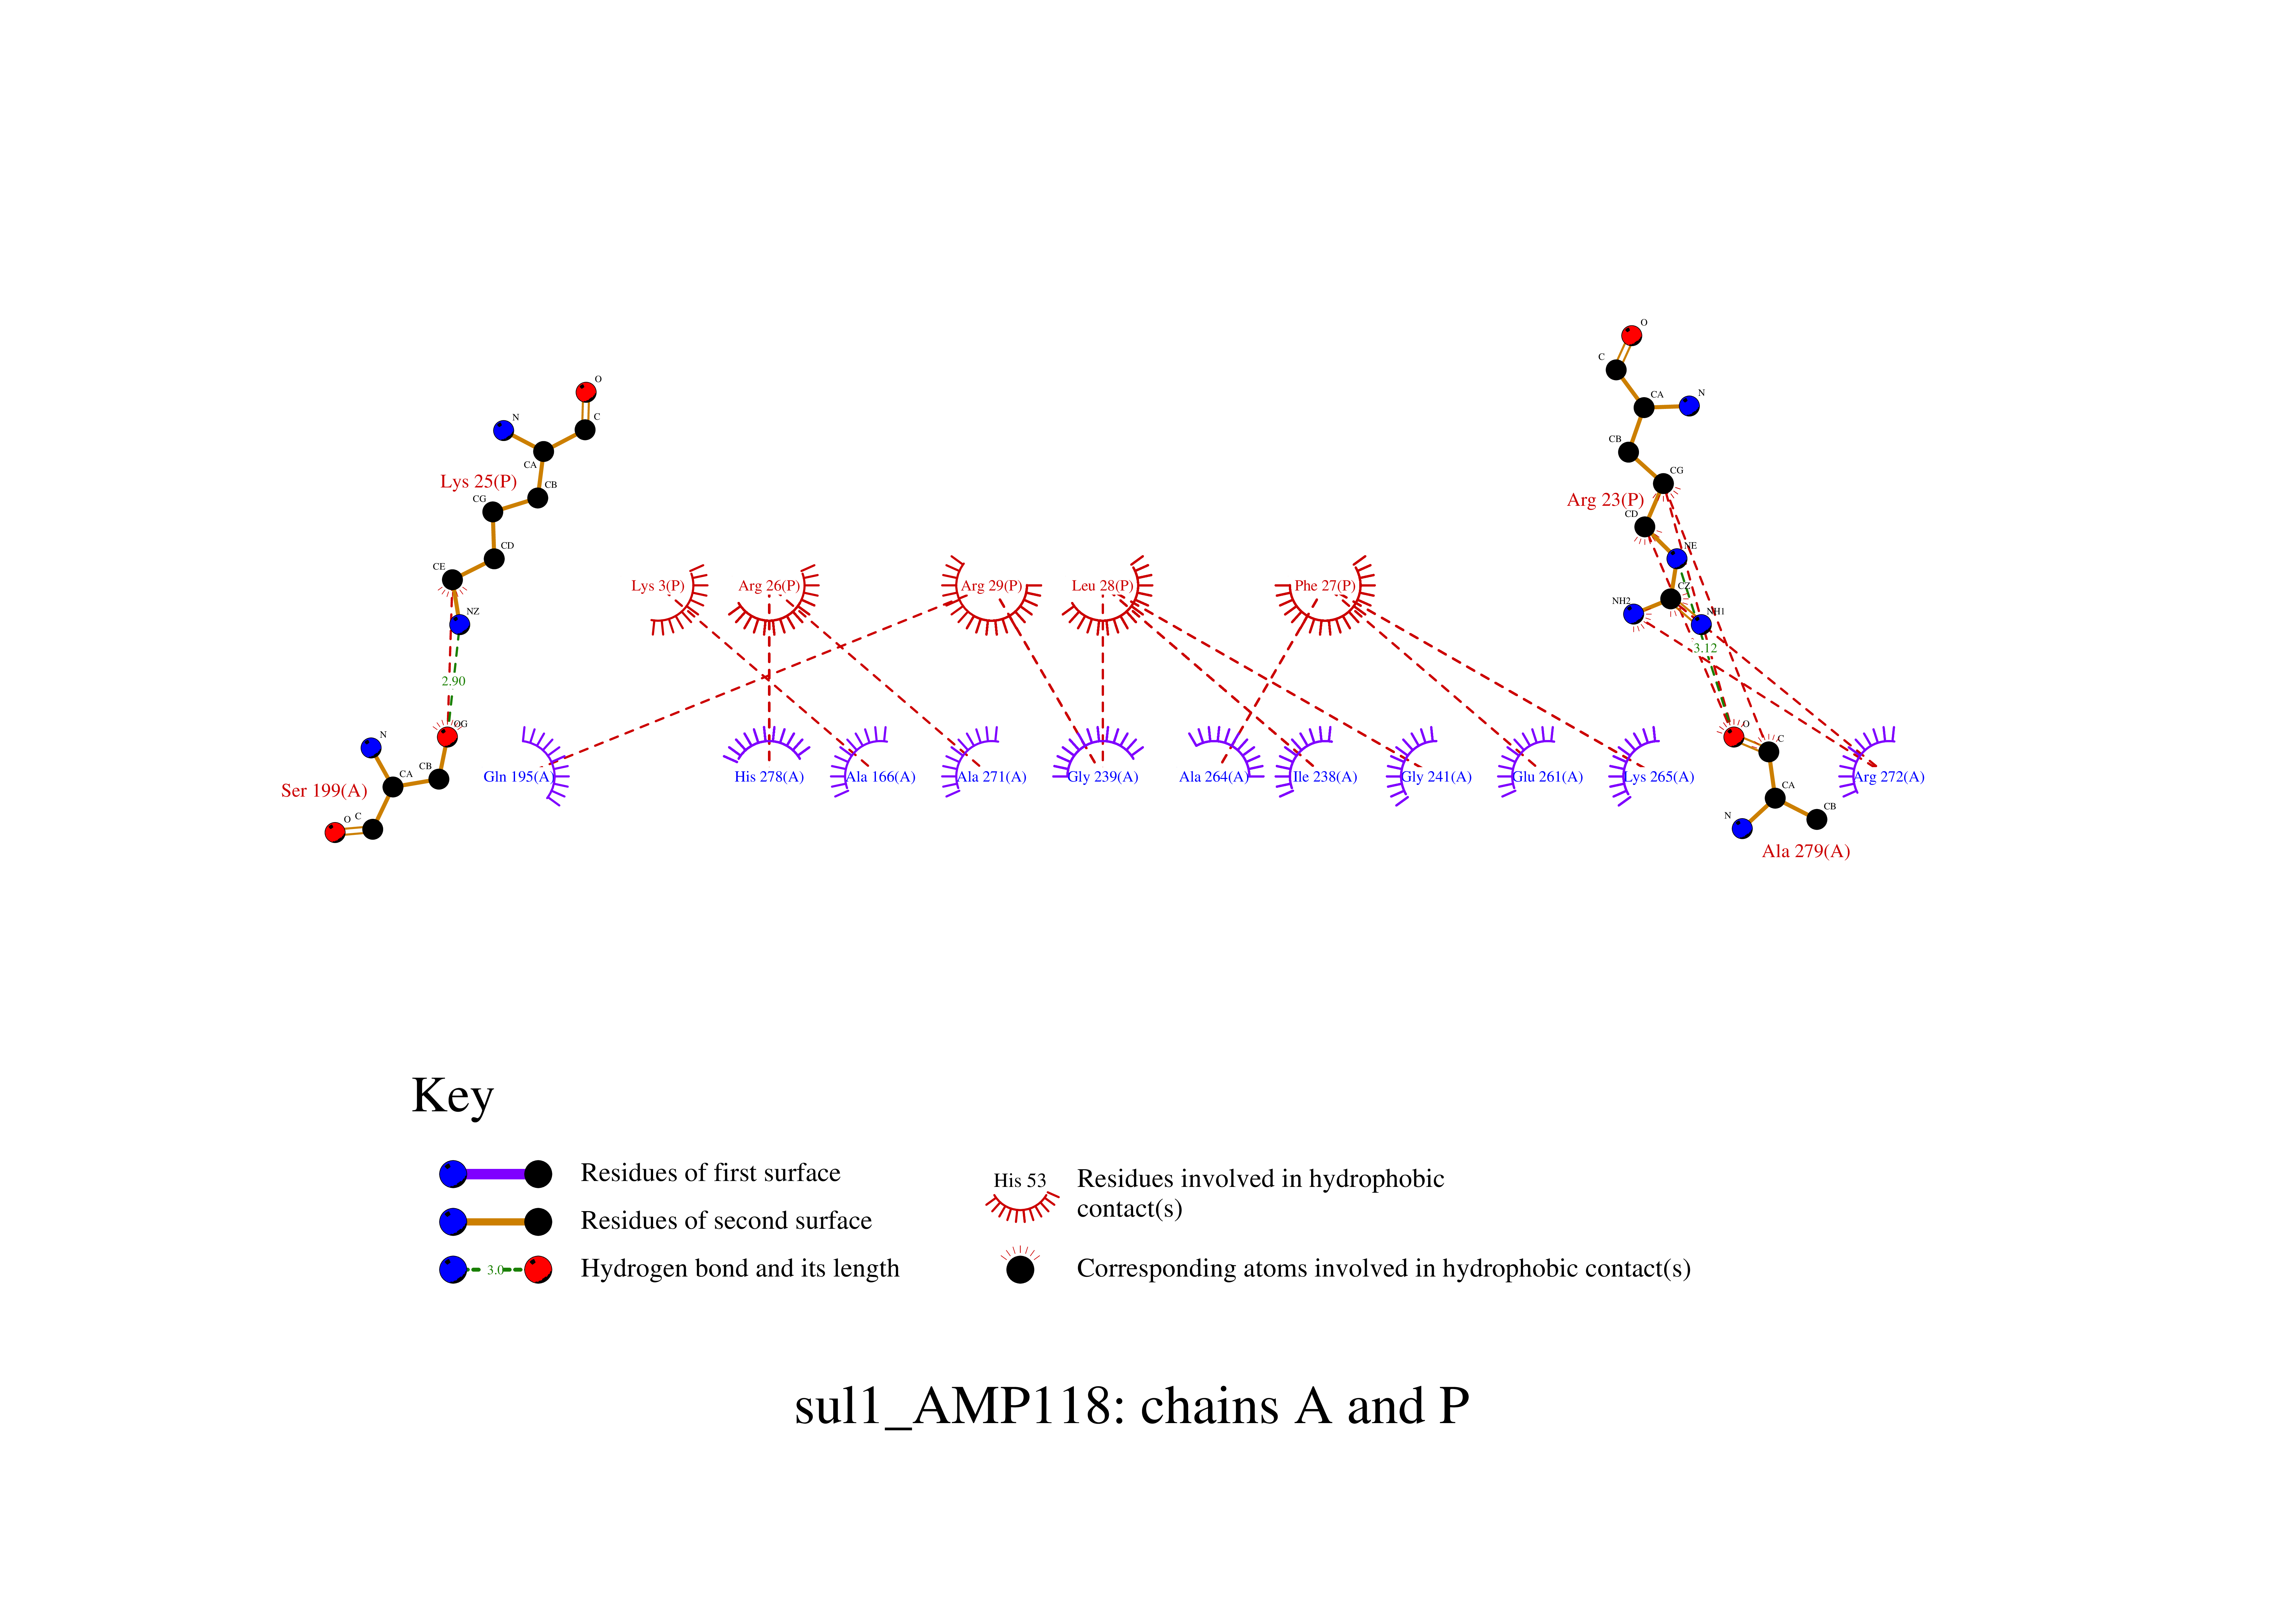 O
C
CA
N
CB
CG
Arg 23(P)
CD
NE
CZ
NH2
NH1
3.12
O
N
C
CA
CB
Lys 25(P)
CG
CD
CE
NZ
2.90
OG
N
CB
CA
Ser 199(A)
O C
Lys 3(P) Arg 26(P) Arg 29(P) Leu 28(P) Phe 27(P)
Gln 195(A) His 278(A) Ala 166(A) Ala 271(A) Gly 239(A) Ala 264(A) Ile 238(A) Gly 241(A) Glu 261(A) Lys 265(A) Arg 272(A)
O
C
CA
CB
N
Ala 279(A)
Key
Residues of first surface
Residues of second surface
3.0
Hydrogen bond and its length
His 53
Residues involved in hydrophobic
contact(s)
Corresponding atoms involved in hydrophobic contact(s)
sul1_AMP118: chains A and P